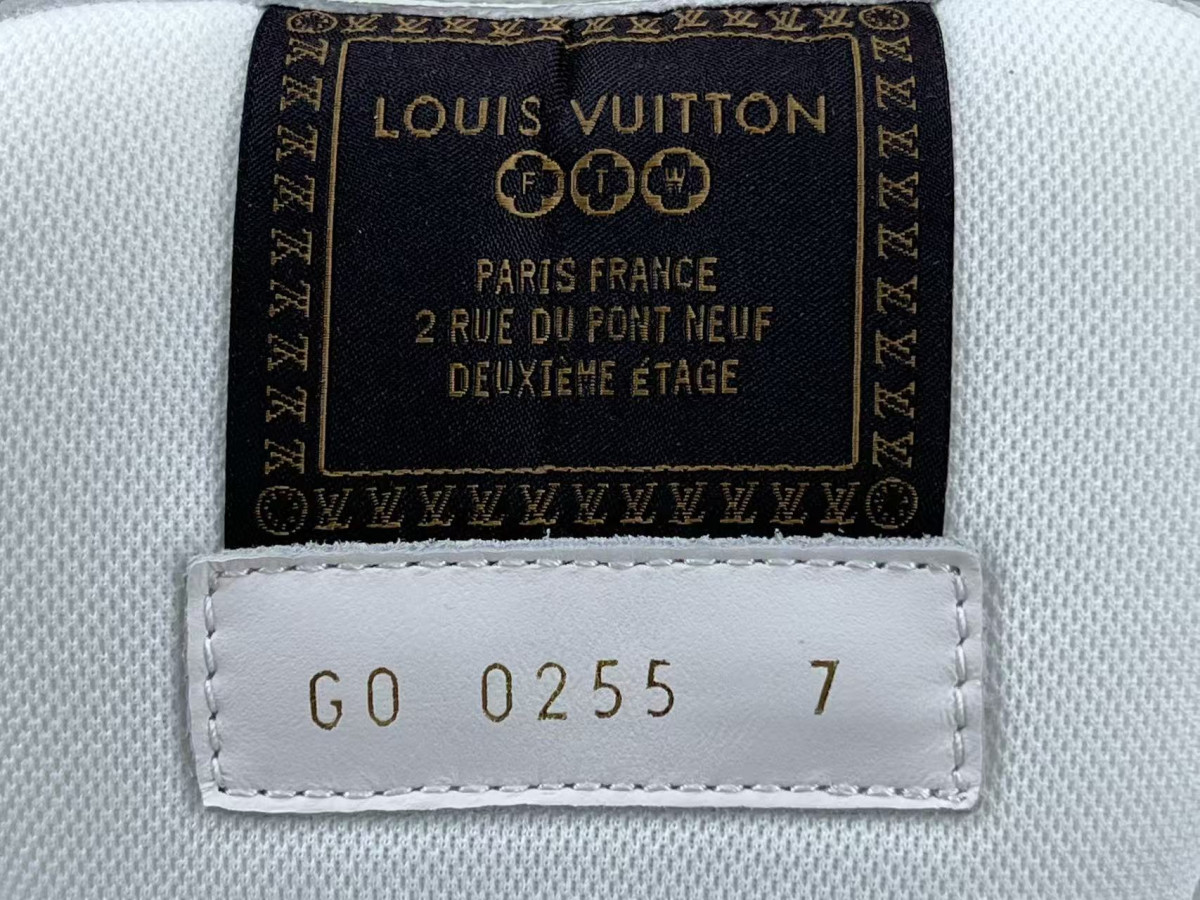 LOUIS VUITTON
F T W
PARIS FRANCE
2 RUE DU PONT NEUF
DEUXIÈME ÉTAGE
GO 0255 7